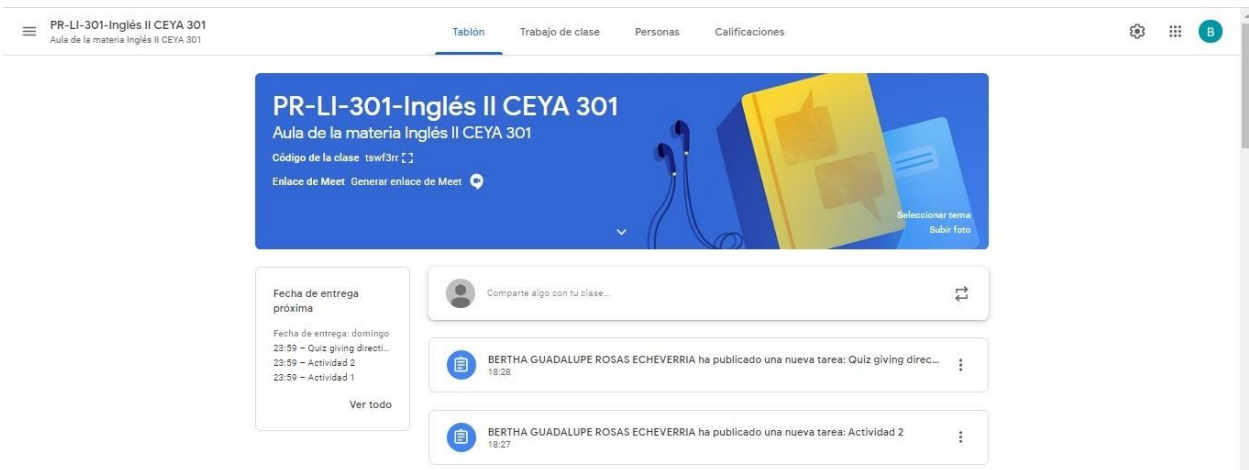 PR-LI-301-Inglés II CEYA 301
Aula de la materia Inglés II CEYA 301
Tablón
Trabajo de clase
Personas
Calificaciones
B
PR-LI-301-Inglés II CEYA 301
Aula de la materia Inglés II CEYA 301
Código de la clase tswf3rr
Enlace de Meet Generar enlace de Meet
Seleccionar tema
Subir foto
Fecha de entrega
próxima
Fecha de entrega: domingo
23:59 – Quiz giving directi...
23:59 – Actividad 2
23:59 – Actividad 1
Ver todo
Comparte algo con tu clase...
BERTHA GUADALUPE ROSAS ECHEVERRIA ha publicado una nueva tarea: Quiz giving direc...
18:28
BERTHA GUADALUPE ROSAS ECHEVERRIA ha publicado una nueva tarea: Actividad 2
18:27